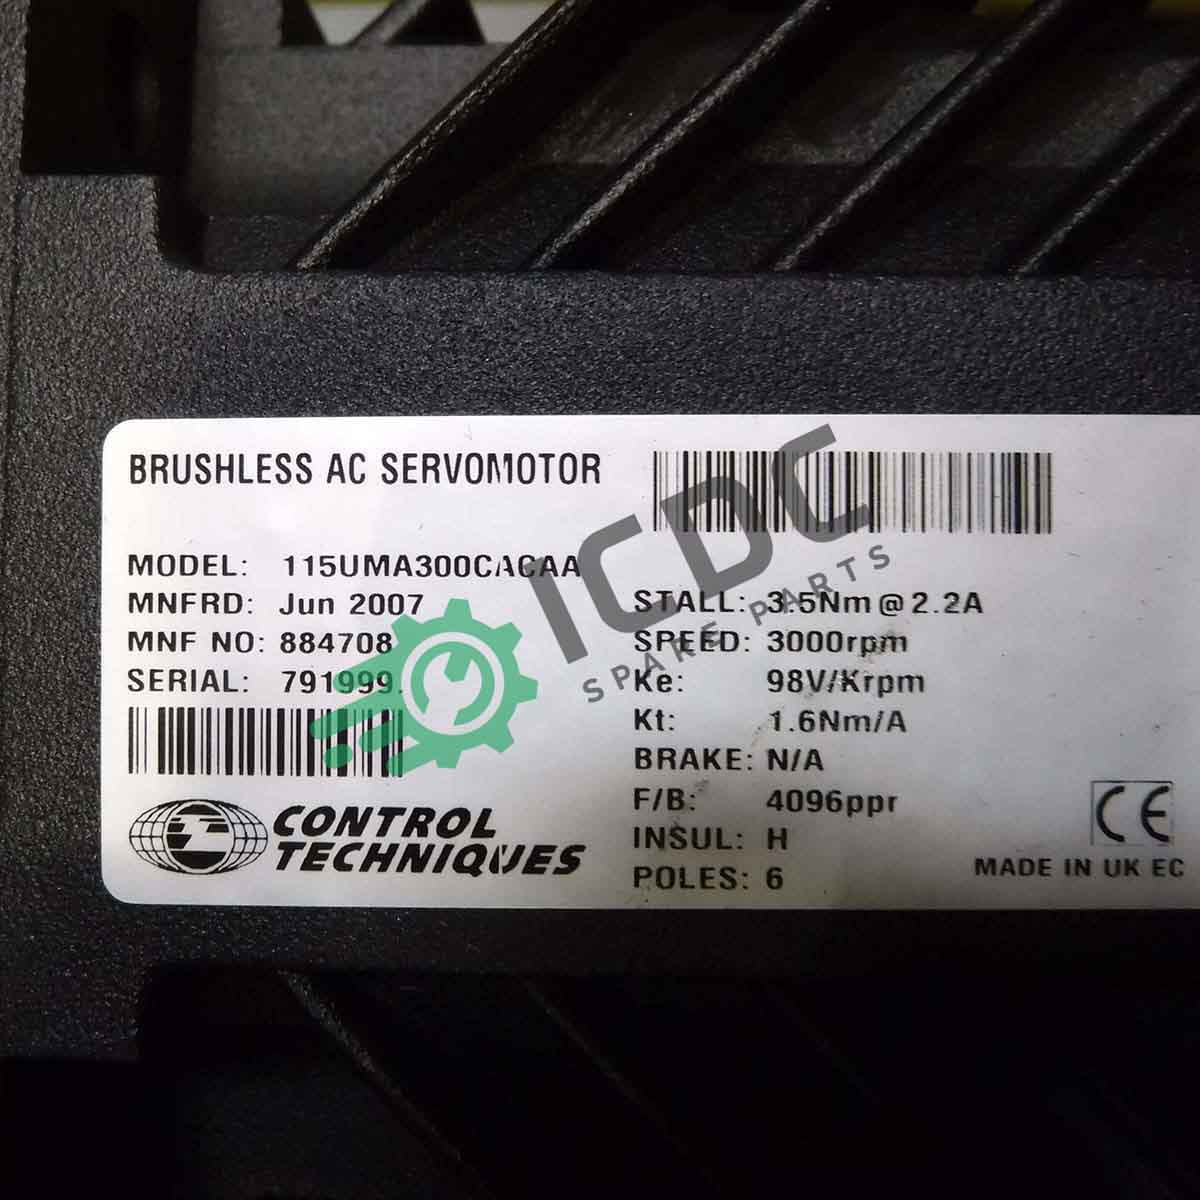 BRUSHLESS AC SERVOMOTOR
MODEL: 115UMA300CACAA
MNFRD: Jun 2007
MNF NO: 884708
SERIAL: 791999
STALL: 3.5Nm@2.2A
SPEED: 3000rpm
Ke: 98V/Krpm
Kt: 1.6Nm/A
BRAKE: N/A
F/B: 4096ppr
INSUL: H
POLES: 6
CONTROL
TECHNIQUES
CE
MADE IN UK EC
ICDC
SPARE PARTS